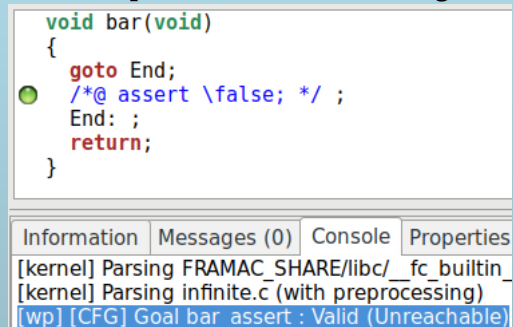 void bar(void)
{
goto End;
/*@ assert \false; */ ;
End: ;
return;
}
Information Messages (0) Console Properties
[kernel] Parsing FRAMAC_SHARE/libc/__fc_builtin_
[kernel] Parsing infinite.c (with preprocessing)
[wp] [CFG] Goal bar_assert : Valid (Unreachable)